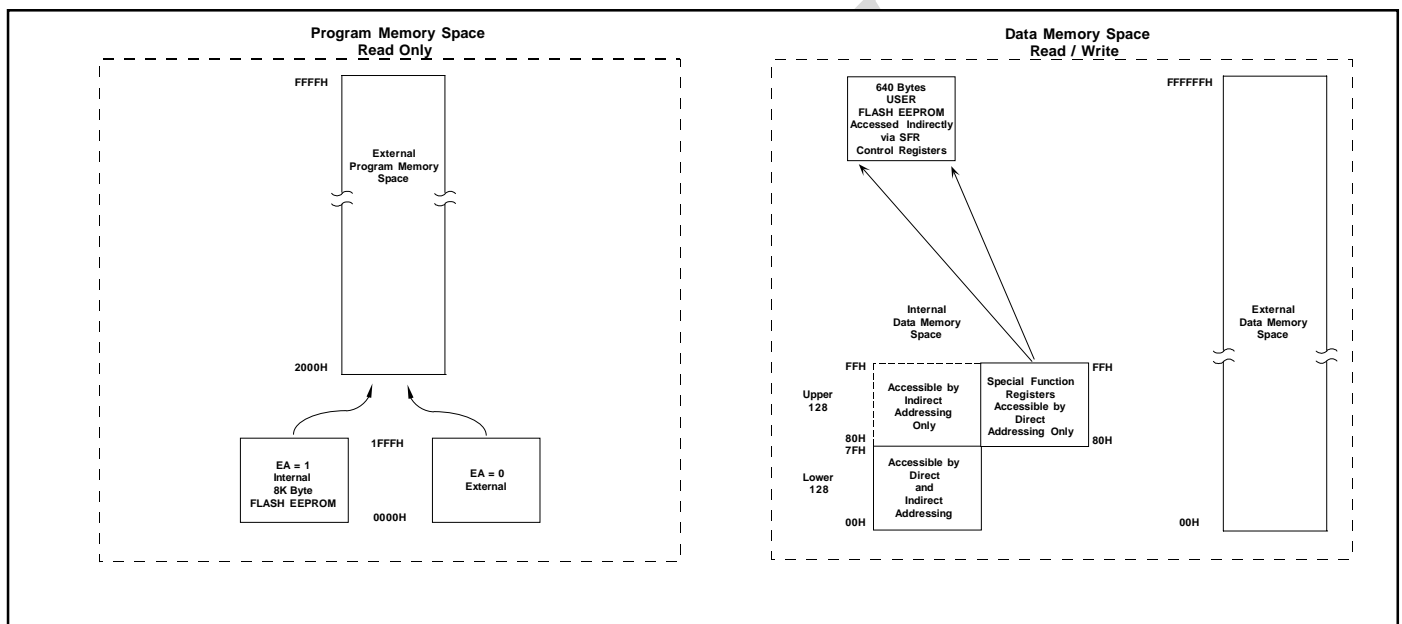 Program Memory Space
Read Only
FFFFH
External
Program Memory
Space
2000H
1FFFH
EA = 1
Internal
8K Byte
FLASH EEPROM
EA = 0
External
0000H
Data Memory Space
Read / Write
640 Bytes
USER
FLASH EEPROM
Accessed Indirectly
via SFR
Control Registers
FFFFFFH
Internal
Data Memory
Space
External
Data Memory
Space
FFH
FFH
Upper
128
Accessible by
Indirect
Addressing
Only
Special Function
Registers
Accessible by
Direct
Addressing Only
80H
80H
7FH
Lower
128
Accessible by
Direct
and
Indirect
Addressing
00H
00H